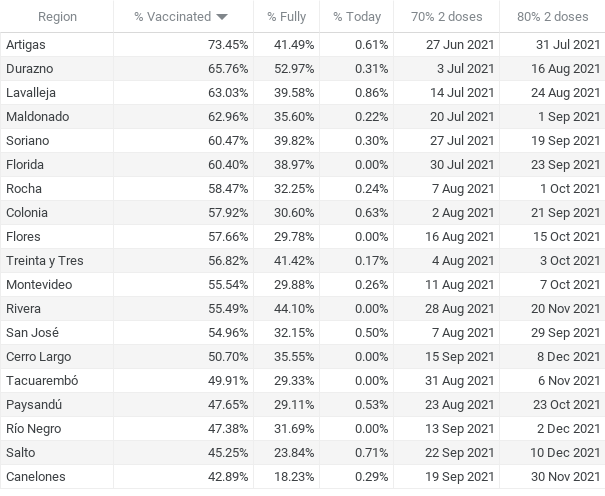 Region % Vaccinated % Fully % Today 70% 2 doses 80% 2 doses
Artigas 73.45% 41.49% 0.61% 27 Jun 2021 31 Jul 2021
Durazno 65.76% 52.97% 0.31% 3 Jul 2021 16 Aug 2021
Lavalleja 63.03% 39.58% 0.86% 14 Jul 2021 24 Aug 2021
Maldonado 62.96% 35.60% 0.22% 20 Jul 2021 1 Sep 2021
Soriano 60.47% 39.82% 0.30% 27 Jul 2021 19 Sep 2021
Florida 60.40% 38.97% 0.00% 30 Jul 2021 23 Sep 2021
Rocha 58.47% 32.25% 0.24% 7 Aug 2021 1 Oct 2021
Colonia 57.92% 30.60% 0.63% 2 Aug 2021 21 Sep 2021
Flores 57.66% 29.78% 0.00% 16 Aug 2021 15 Oct 2021
Treinta y Tres 56.82% 41.42% 0.17% 4 Aug 2021 3 Oct 2021
Montevideo 55.54% 29.88% 0.26% 11 Aug 2021 7 Oct 2021
Rivera 55.49% 44.10% 0.00% 28 Aug 2021 20 Nov 2021
San José 54.96% 32.15% 0.50% 7 Aug 2021 29 Sep 2021
Cerro Largo 50.70% 35.55% 0.00% 15 Sep 2021 8 Dec 2021
Tacuarembó 49.91% 29.33% 0.00% 31 Aug 2021 6 Nov 2021
Paysandú 47.65% 29.11% 0.53% 23 Aug 2021 23 Oct 2021
Río Negro 47.38% 31.69% 0.00% 13 Sep 2021 2 Dec 2021
Salto 45.25% 23.84% 0.71% 22 Sep 2021 10 Dec 2021
Canelones 42.89% 18.23% 0.29% 19 Sep 2021 30 Nov 2021